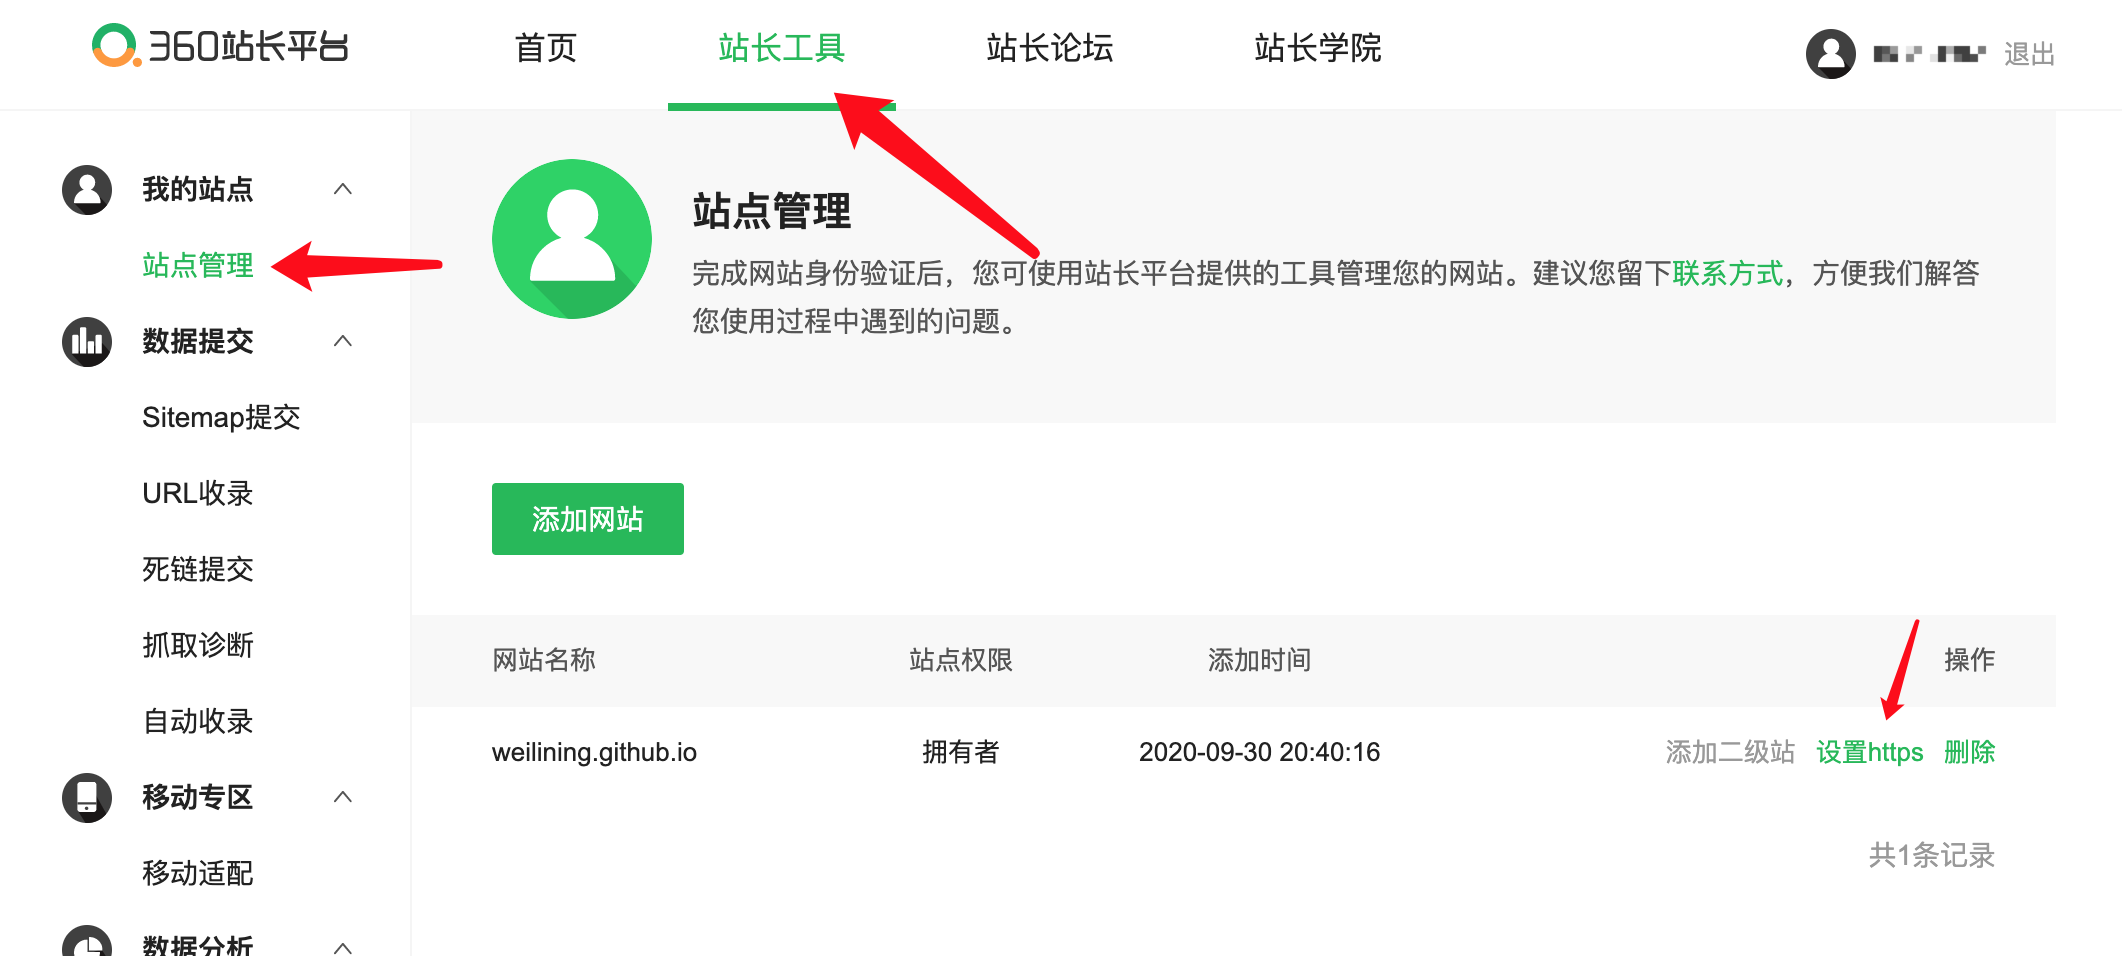 360站长平台
首页 站长工具 站长论坛 站长学院
退出
我的站点
站点管理
数据提交
Sitemap提交
URL收录
死链提交
抓取诊断
自动收录
移动专区
移动适配
数据分析
站点管理
完成网站身份验证后，您可使用站长平台提供的工具管理您的网站。建议您留下联系方式，方便我们解答
您使用过程中遇到的问题。
添加网站
网站名称 站点权限 添加时间 操作
weilining.github.io 拥有者 2020-09-30 20:40:16 添加二级站 设置https 删除
共1条记录